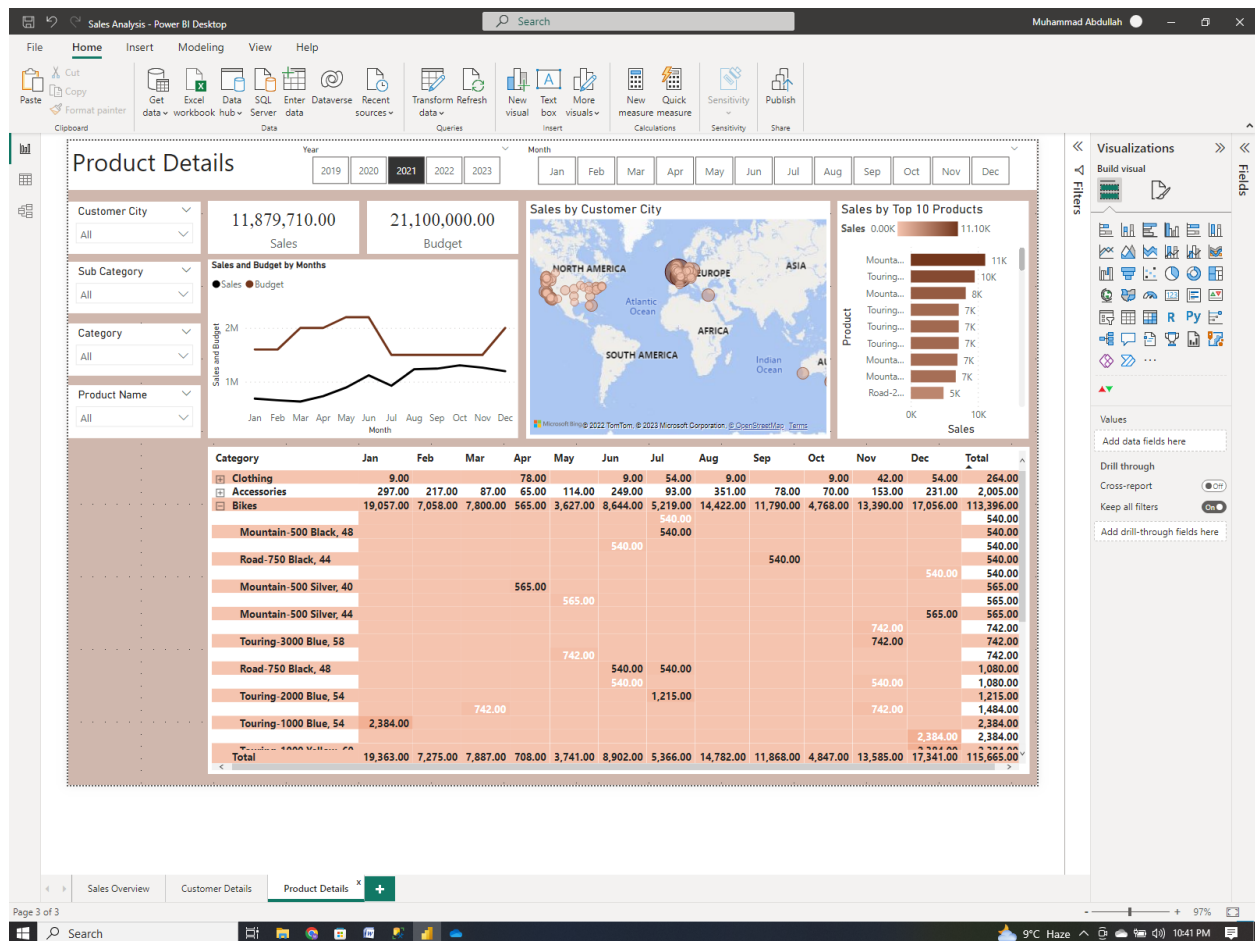 Sales Analysis - Power BI Desktop
Search
Muhammad Abdullah
File Home Insert Modeling View Help
Paste
Cut
Copy
Format painter
Get data
Excel workbook
Data hub
SQL Server
Enter data
Dataverse
Recent sources
Transform data
Refresh
New visual
Text box
More visuals
New measure
Quick measure
Sensitivity
Publish
Clipboard Data Queries Insert Calculations Sensitivity Share
Product Details
Year
2019 2020 2021 2022 2023
Month
Jan Feb Mar Apr May Jun Jul Aug Sep Oct Nov Dec
Customer City
All
Sub Category
All
Category
All
Product Name
All
11,879,710.00
Sales
21,100,000.00
Budget
Sales and Budget by Months
Sales Budget
Sales and Budget
2M
1M
Jan Feb Mar Apr May Jun Jul Aug Sep Oct Nov Dec
Month
Sales by Customer City
NORTH AMERICA
EUROPE
ASIA
Atlantic Ocean
AFRICA
SOUTH AMERICA
Indian Ocean
AU
Microsoft Bing © 2022 TomTom, © 2023 Microsoft Corporation, © OpenStreetMap Terms
Sales by Top 10 Products
Sales 0.00K 11.10K
Product
Mounta... 11K
Touring... 10K
Mounta... 8K
Touring... 7K
Touring... 7K
Touring... 7K
Mounta... 7K
Mounta... 7K
Road-2... 5K
0K 10K
Sales
Category Jan Feb Mar Apr May Jun Jul Aug Sep Oct Nov Dec Total
Clothing 9.00 78.00 9.00 54.00 9.00 9.00 42.00 54.00 264.00
Accessories 297.00 217.00 87.00 65.00 114.00 249.00 93.00 351.00 78.00 70.00 153.00 231.00 2,005.00
Bikes 19,057.00 7,058.00 7,800.00 565.00 3,627.00 8,644.00 5,219.00 14,422.00 11,790.00 4,768.00 13,390.00 17,056.00 113,396.00
540.00 540.00
Mountain-500 Black, 48 540.00 540.00
540.00 540.00
Road-750 Black, 44 540.00 540.00
540.00 540.00
Mountain-500 Silver, 40 565.00 565.00
565.00 565.00
Mountain-500 Silver, 44 565.00 565.00
742.00 742.00
Touring-3000 Blue, 58 742.00 742.00
742.00 742.00
Road-750 Black, 48 540.00 540.00 1,080.00
540.00 540.00 1,080.00
Touring-2000 Blue, 54 1,215.00 1,215.00
742.00 742.00 1,484.00
Touring-1000 Blue, 54 2,384.00 2,384.00
2,384.00 2,384.00
Total 19,363.00 7,275.00 7,887.00 708.00 3,741.00 8,902.00 5,366.00 14,782.00 11,868.00 4,847.00 13,585.00 17,341.00 115,665.00
Filters
Visualizations
Build visual
R Py
123
Values
Add data fields here
Drill through
Cross-report Off
Keep all filters On
Add drill-through fields here
Fields
Sales Overview Customer Details Product Details x +
Page 3 of 3
- + 97%
Search
9°C Haze 10:41 PM